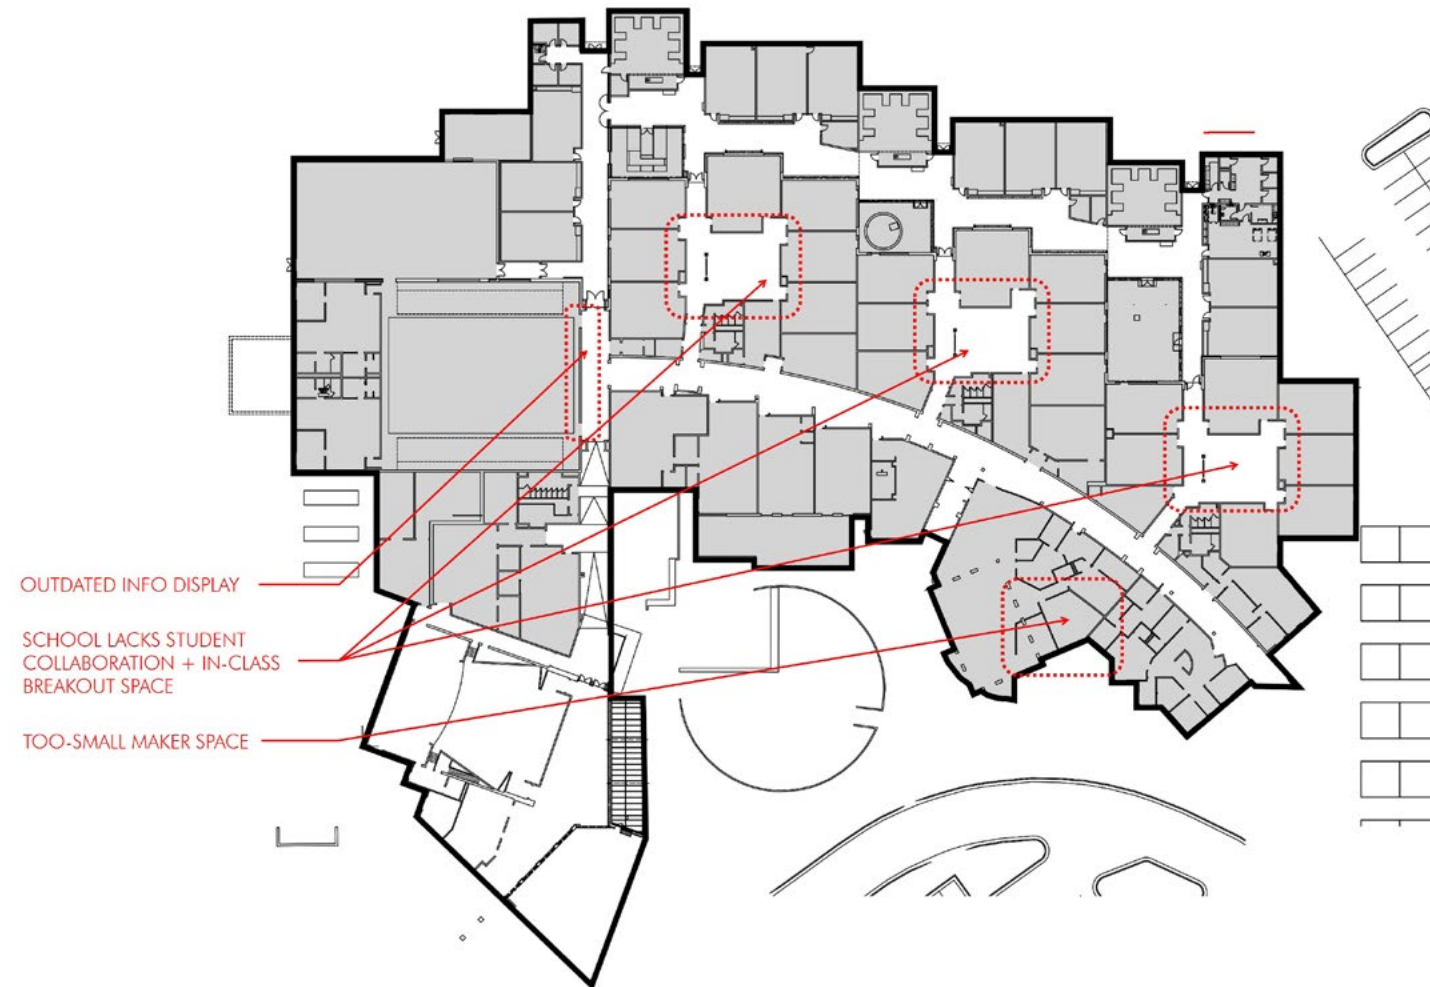 OUTDATED INFO DISPLAY
SCHOOL LACKS STUDENT
COLLABORATION + IN-CLASS
BREAKOUT SPACE
TOO-SMALL MAKER SPACE